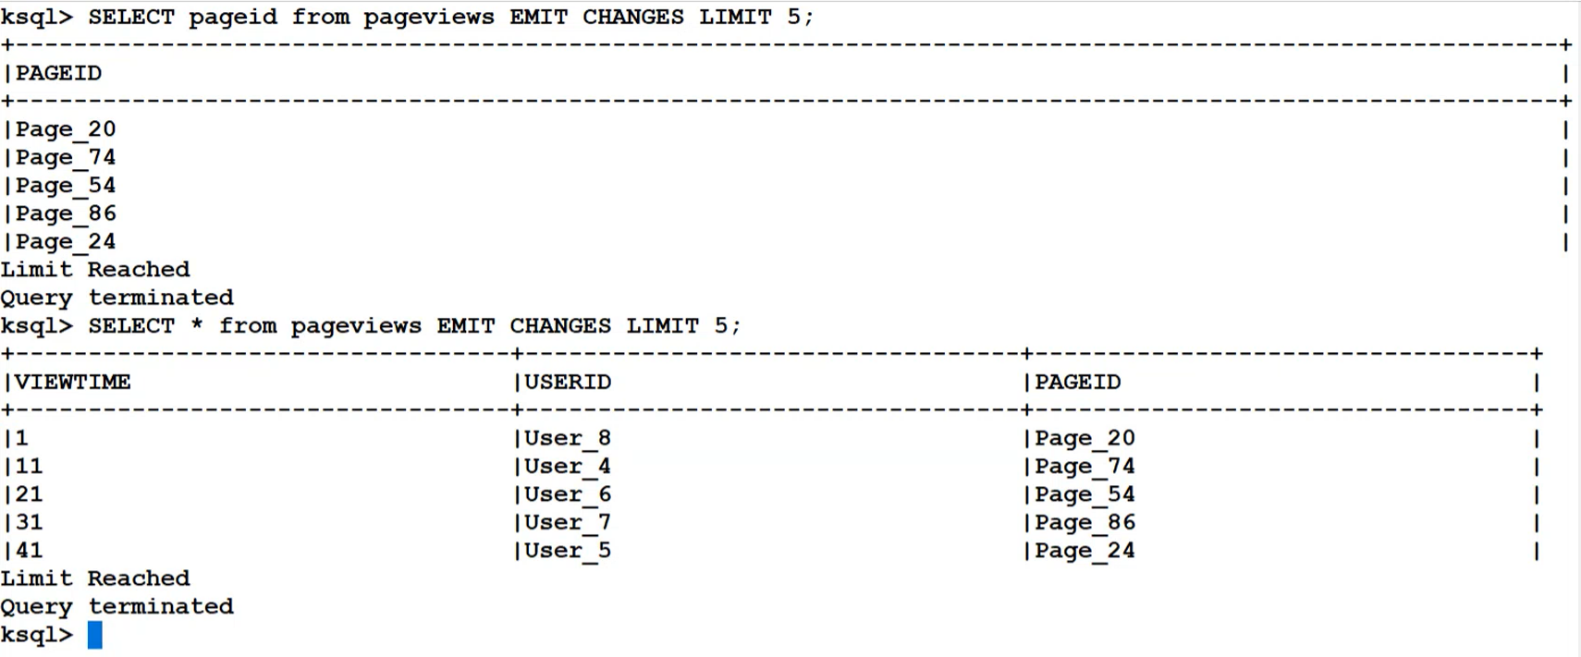 ksql> SELECT pageid from pageviews EMIT CHANGES LIMIT 5;
+----------------------------------------------------------------------------------------------------------+
|PAGEID                                                                                                    |
+----------------------------------------------------------------------------------------------------------+
|Page_20                                                                                                   |
|Page_74                                                                                                   |
|Page_54                                                                                                   |
|Page_86                                                                                                   |
|Page_24                                                                                                   |
Limit Reached
Query terminated
ksql> SELECT * from pageviews EMIT CHANGES LIMIT 5;
+----------------------------------+----------------------------------+----------------------------------+
|VIEWTIME                          |USERID                            |PAGEID                            |
+----------------------------------+----------------------------------+----------------------------------+
|1                                 |User_8                            |Page_20                           |
|11                                |User_4                            |Page_74                           |
|21                                |User_6                            |Page_54                           |
|31                                |User_7                            |Page_86                           |
|41                                |User_5                            |Page_24                           |
Limit Reached
Query terminated
ksql>